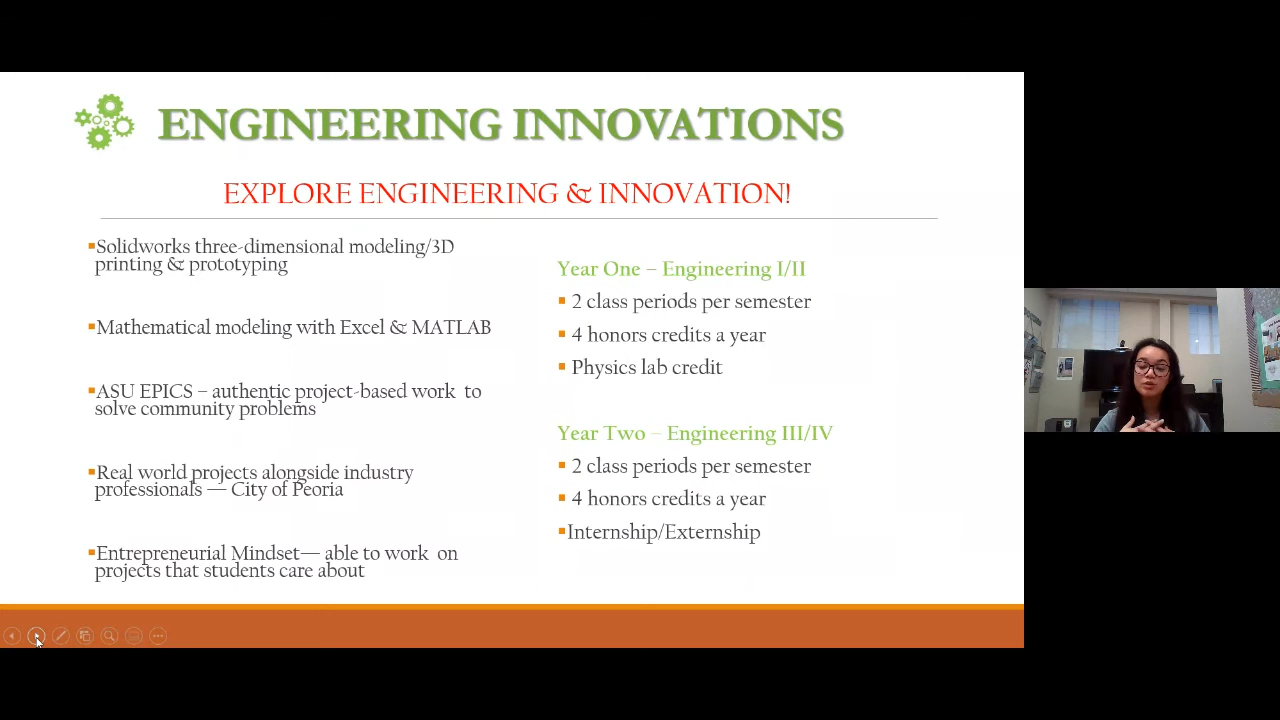 ENGINEERING INNOVATIONS
EXPLORE ENGINEERING & INNOVATION!
▪Solidworks three-dimensional modeling/3D
printing & prototyping
▪Mathematical modeling with Excel & MATLAB
▪ASU EPICS – authentic project-based work to
solve community problems
▪Real world projects alongside industry
professionals — City of Peoria
▪Entrepreneurial Mindset— able to work on
projects that students care about
Year One – Engineering I/II
▪ 2 class periods per semester
▪ 4 honors credits a year
▪ Physics lab credit
Year Two – Engineering III/IV
▪ 2 class periods per semester
▪ 4 honors credits a year
▪Internship/Externship